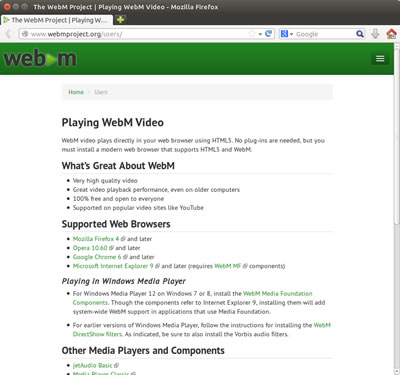 The WebM Project | Playing WebM Video - Mozilla Firefox
The WebM Project | Playing W...
www.webmproject.org/users/
Google
webm
Home
Users
Playing WebM Video
WebM video plays directly in your web browser using HTML5. No plug-ins are needed, but you
must install a modern web browser that supports HTML5 and WebM.
What's Great About WebM
Very high quality video
Great video playback performance, even on older computers
100% free and open to everyone
Supported on popular video sites like YouTube
Supported Web Browsers
Mozilla Firefox 4 and later
Opera 10.60 and later
Google Chrome 6 and later
Microsoft Internet Explorer 9 and later (requires WebM MF components)
Playing in Windows Media Player
For Windows Media Player 12 on Windows 7 or 8, install the WebM Media Foundation
Components. Though the components refer to Internet Explorer 9, installing them will add
system-wide WebM support in applications that use Media Foundation.
For earlier versions of Windows Media Player, follow the instructions for installing the WebM
DirectShow filters. As indicated, be sure to also install the Vorbis audio filters.
Other Media Players and Components
jetAudio Basic
Media Player Classic